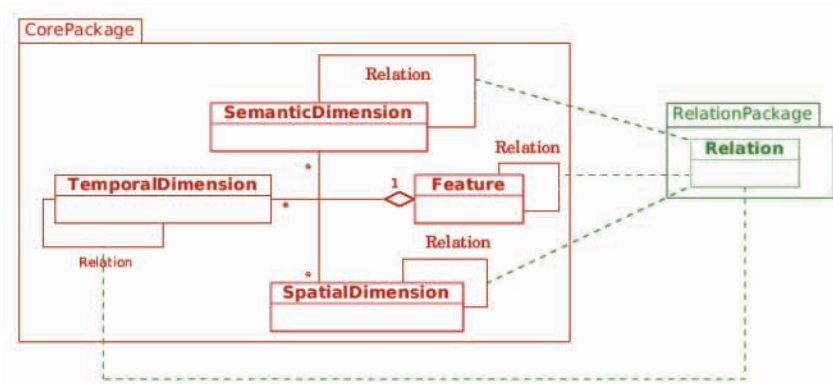 CorePackage
Relation
SemanticDimension
RelationPackage
Relation
Relation
*
TemporalDimension
1
Feature
*
Relation
Relation
*
SpatialDimension